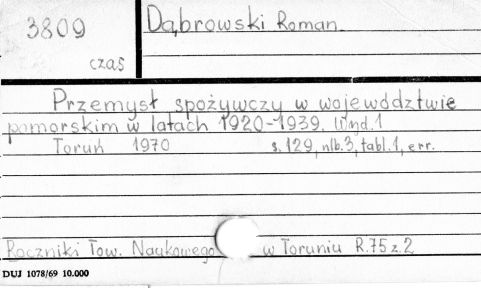 3809
czas
Dąbrowski Roman
Przemysł spożywczy w województwie
pomorskim w latach 1920-1939. Wyd.1
Toruń 1970 s.129, nlb.3, tabl.1, err.
Roczniki Tow. Naukowego w Toruniu R.75 z.2
DUJ 1078/69 10.000